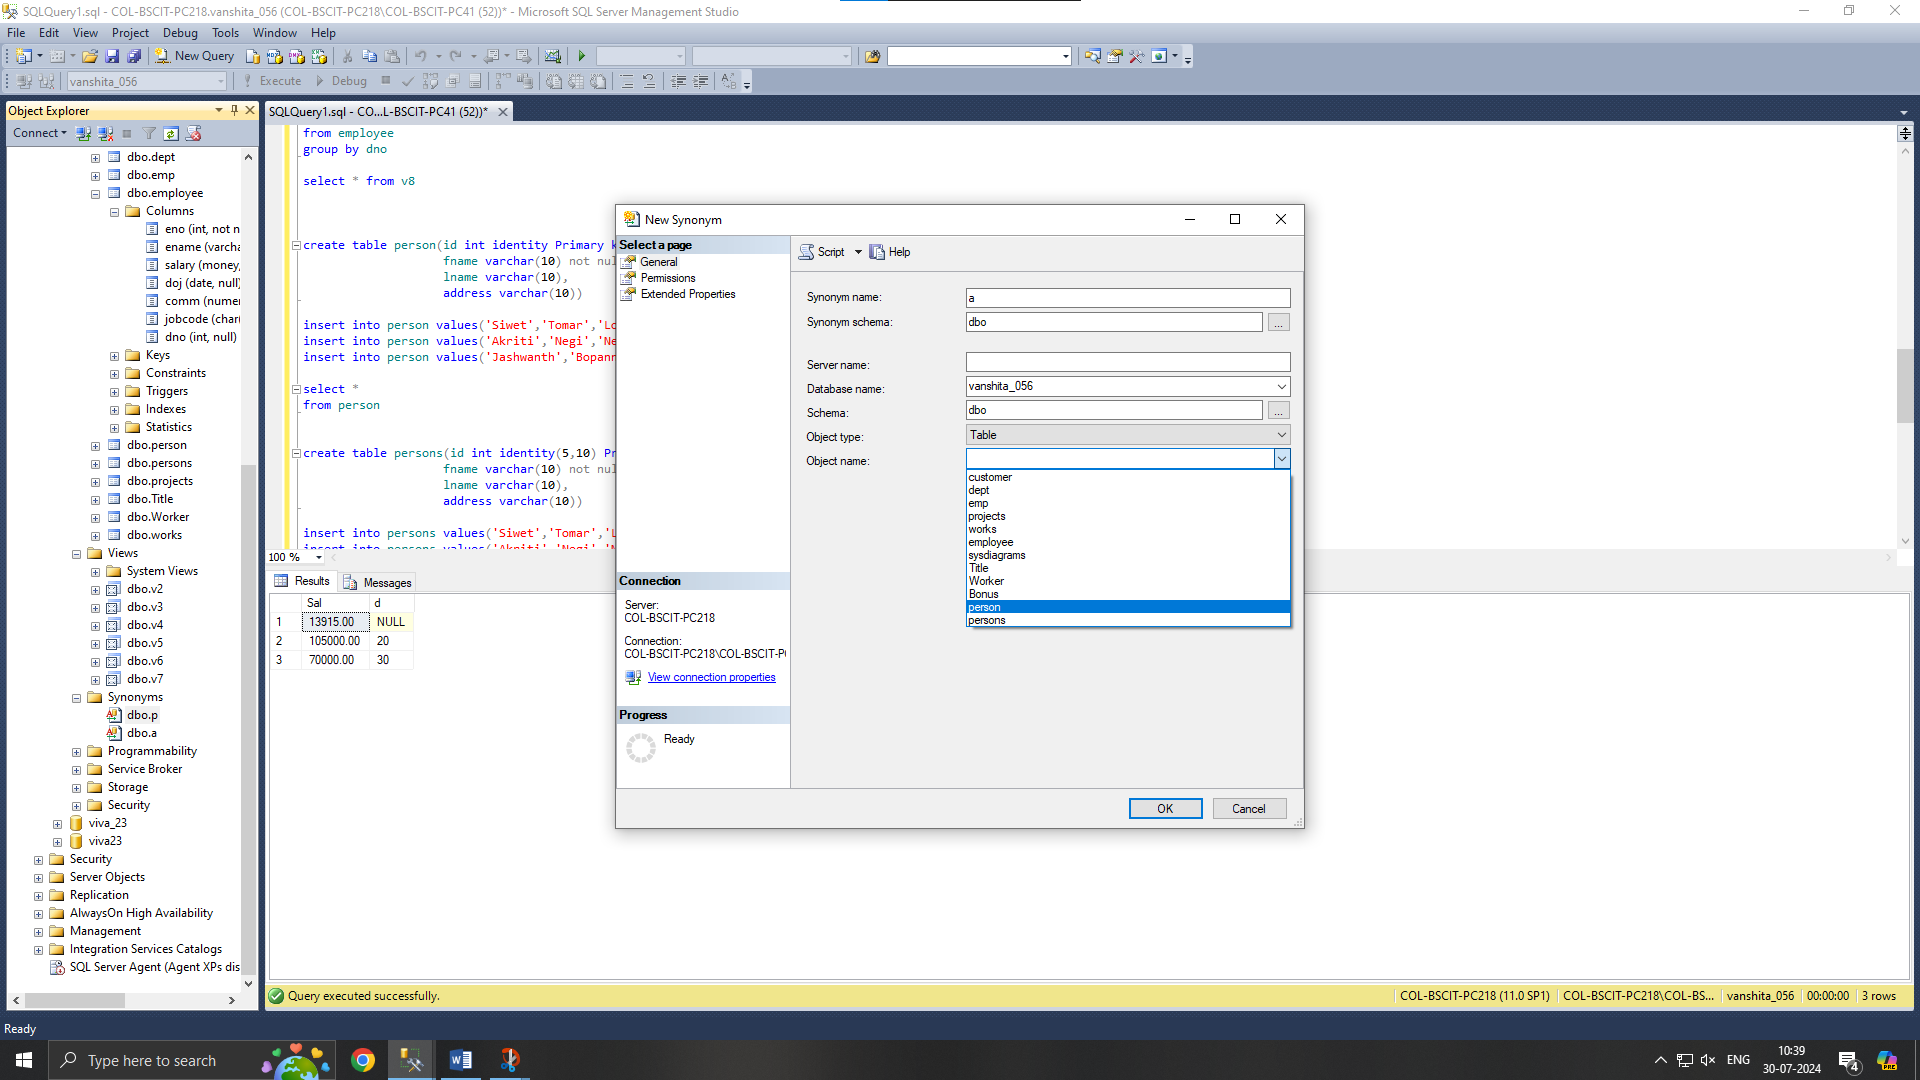 SQLQuery1.sql - COL-BSCIT-PC218.vanshita_056 (COL-BSCIT-PC218\COL-BSCIT-PC41 (52))* - Microsoft SQL Server Management Studio
File Edit View Project Debug Tools Window Help
New Query
vanshita_056 Execute Debug
Object Explorer
Connect
dbo.dept
dbo.emp
dbo.employee
Columns
eno (int, not n
ename (varcha
salary (money,
doj (date, null)
comm (numer
jobcode (char(
dno (int, null)
Keys
Constraints
Triggers
Indexes
Statistics
dbo.person
dbo.persons
dbo.projects
dbo.Title
dbo.Worker
dbo.works
Views
System Views
dbo.v2
dbo.v3
dbo.v4
dbo.v5
dbo.v6
dbo.v7
Synonyms
dbo.p
dbo.a
Programmability
Service Broker
Storage
Security
viva_23
viva23
Security
Server Objects
Replication
AlwaysOn High Availability
Management
Integration Services Catalogs
SQL Server Agent (Agent XPs dis
SQLQuery1.sql - CO...L-BSCIT-PC41 (52))*
from employee
group by dno
select * from v8
create table person(id int identity Primary k
fname varchar(10) not nul
lname varchar(10),
address varchar(10))
insert into person values('Siwet','Tomar','Lo
insert into person values('Akriti','Negi','Ne
insert into person values('Jashwanth','Bopann
select *
from person
create table persons(id int identity(5,10) Pr
fname varchar(10) not nul
lname varchar(10),
address varchar(10))
insert into persons values('Siwet','Tomar','L
insert into persons values('Akriti','Negi','N
100 %
Results Messages
Sal d
1 13915.00 NULL
2 105000.00 20
3 70000.00 30
New Synonym
Select a page
General
Permissions
Extended Properties
Connection
Server:
COL-BSCIT-PC218
Connection:
COL-BSCIT-PC218\COL-BSCIT-P
View connection properties
Progress
Ready
Script Help
Synonym name: a
Synonym schema: dbo ...
Server name:
Database name: vanshita_056
Schema: dbo ...
Object type: Table
Object name:
customer
dept
emp
projects
works
employee
sysdiagrams
Title
Worker
Bonus
person
persons
OK Cancel
Query executed successfully. COL-BSCIT-PC218 (11.0 SP1) COL-BSCIT-PC218\COL-BS... vanshita_056 00:00:00 3 rows
Ready
Type here to search
ENG
10:39
30-07-2024
4
PRE